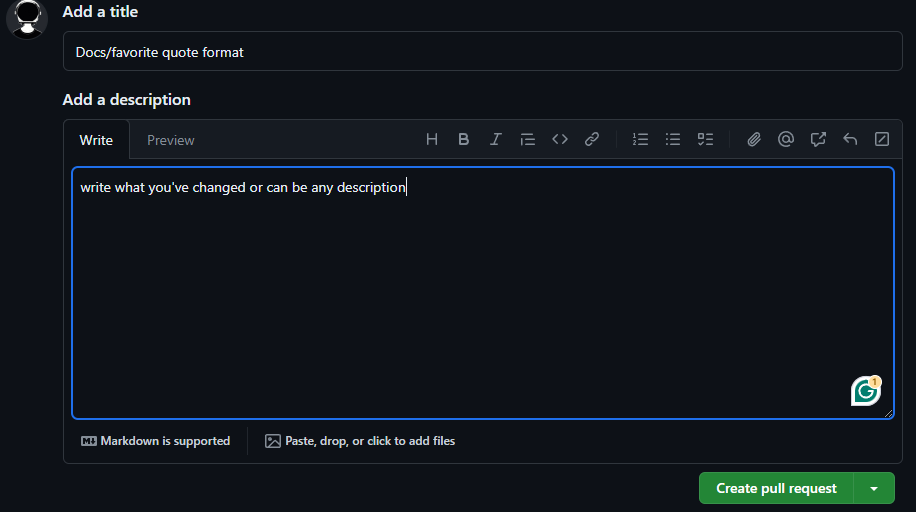 Add a title
Docs/favorite quote format
Add a description
Write Preview H B I
write what you've changed or can be any description
G 1
M Markdown is supported Paste, drop, or click to add files
Create pull request